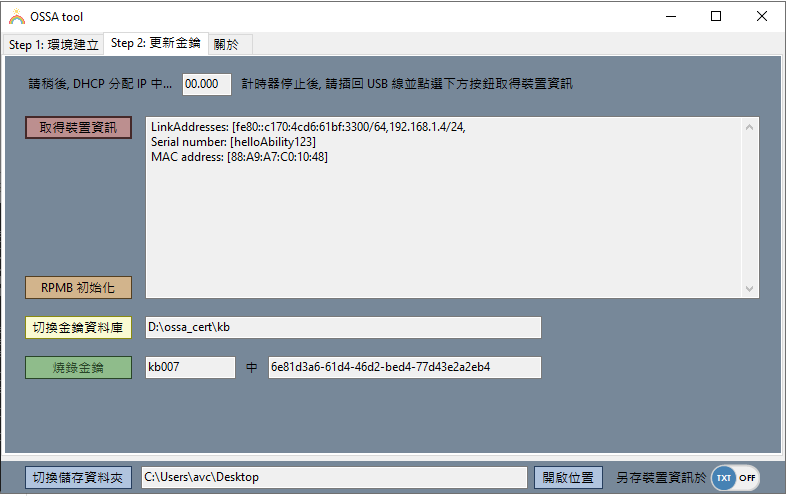 OSSA tool
Step 1: 環境建立 Step 2: 更新金鑰 關於
請稍後, DHCP 分配 IP 中... 00.000 計時器停止後, 請插回 USB 線並點選下方按鈕取得裝置資訊
取得裝置資訊
LinkAddresses: [fe80::c170:4cd6:61bf:3300/64,192.168.1.4/24,
Serial number: [helloAbility123]
MAC address: [88:A9:A7:C0:10:48]
RPMB 初始化
切換金鑰資料庫 D:\ossa_cert\kb
燒錄金鑰 kb007 中 6e81d3a6-61d4-46d2-bed4-77d43e2a2eb4
切換儲存資料夾 C:\Users\avc\Desktop 開啟位置 另存裝置資訊於 TXT OFF